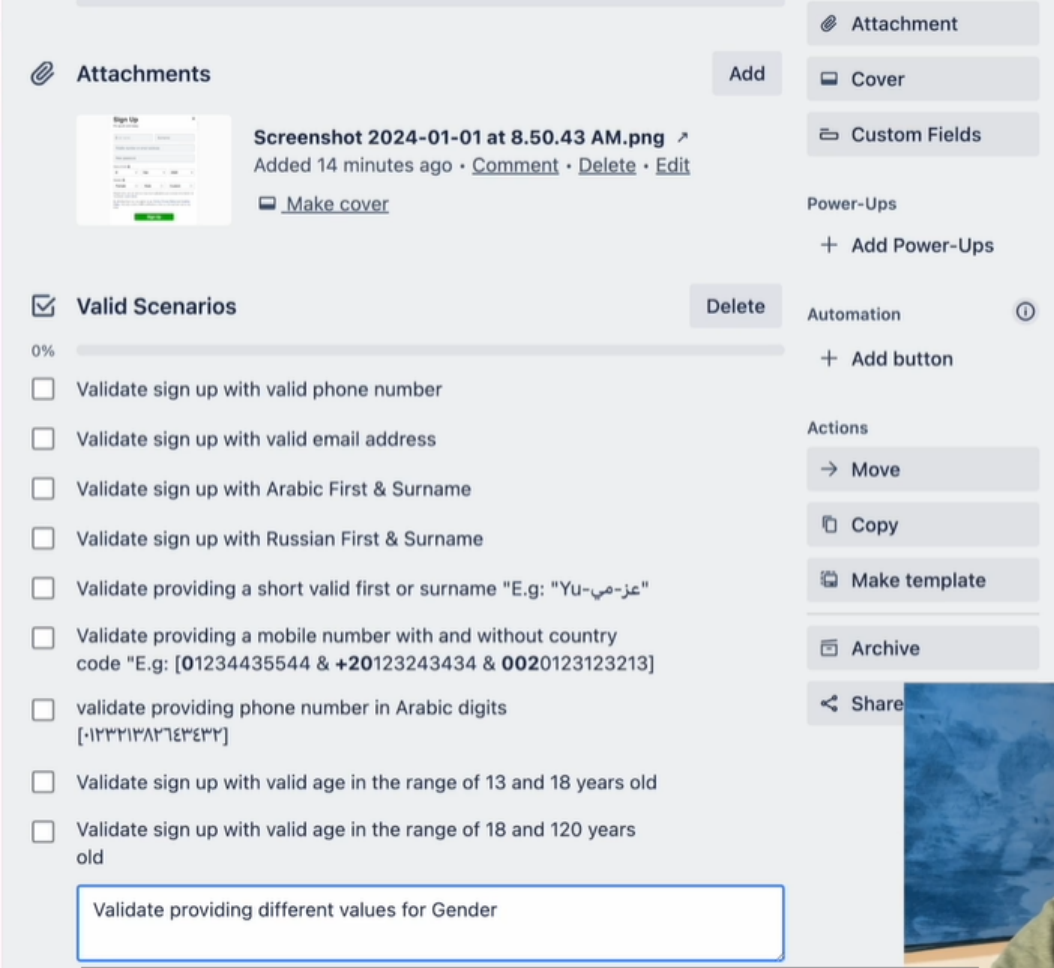 Attachments
Add
Sign Up
Sign Up
Screenshot 2024-01-01 at 8.50.43 AM.png ↗
Added 14 minutes ago • Comment • Delete • Edit
Make cover
Valid Scenarios
Delete
0%
Validate sign up with valid phone number
Validate sign up with valid email address
Validate sign up with Arabic First & Surname
Validate sign up with Russian First & Surname
Validate providing a short valid first or surname "E.g: "Yu-عز-مي"
Validate providing a mobile number with and without country
code "E.g: [01234435544 & +20123243434 & 0020123123213]
validate providing phone number in Arabic digits
[٠١٢٣٢١٣٨٢٦٤٣٤٣٢]
Validate sign up with valid age in the range of 13 and 18 years old
Validate sign up with valid age in the range of 18 and 120 years
old
Validate providing different values for Gender
Attachment
Cover
Custom Fields
Power-Ups
+ Add Power-Ups
Automation
+ Add button
Actions
→ Move
Copy
Make template
Archive
Share